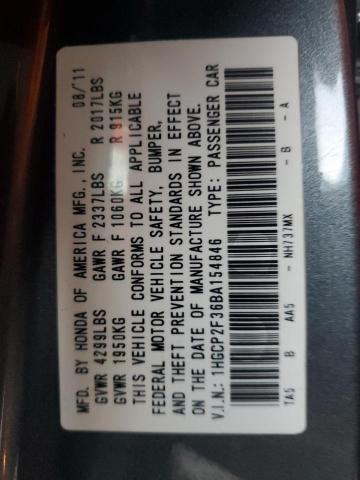 MFD. BY HONDA OF AMERICA MFG. INC. 08/11
GVWR 4299LBS GAWR F 2337LBS R 2017LBS
GVWR 1950KG GAWR F 1060KG R 915KG
THIS VEHICLE CONFORMS TO ALL APPLICABLE
FEDERAL MOTOR VEHICLE SAFETY, BUMPER,
AND THEFT PREVENTION STANDARDS IN EFFECT
ON THE DATE OF MANUFACTURE SHOWN ABOVE.
V.I.N.: 1HGCP2F36BA154846 TYPE: PASSENGER CAR
TA5 B AA5 - NH737MX - B - A